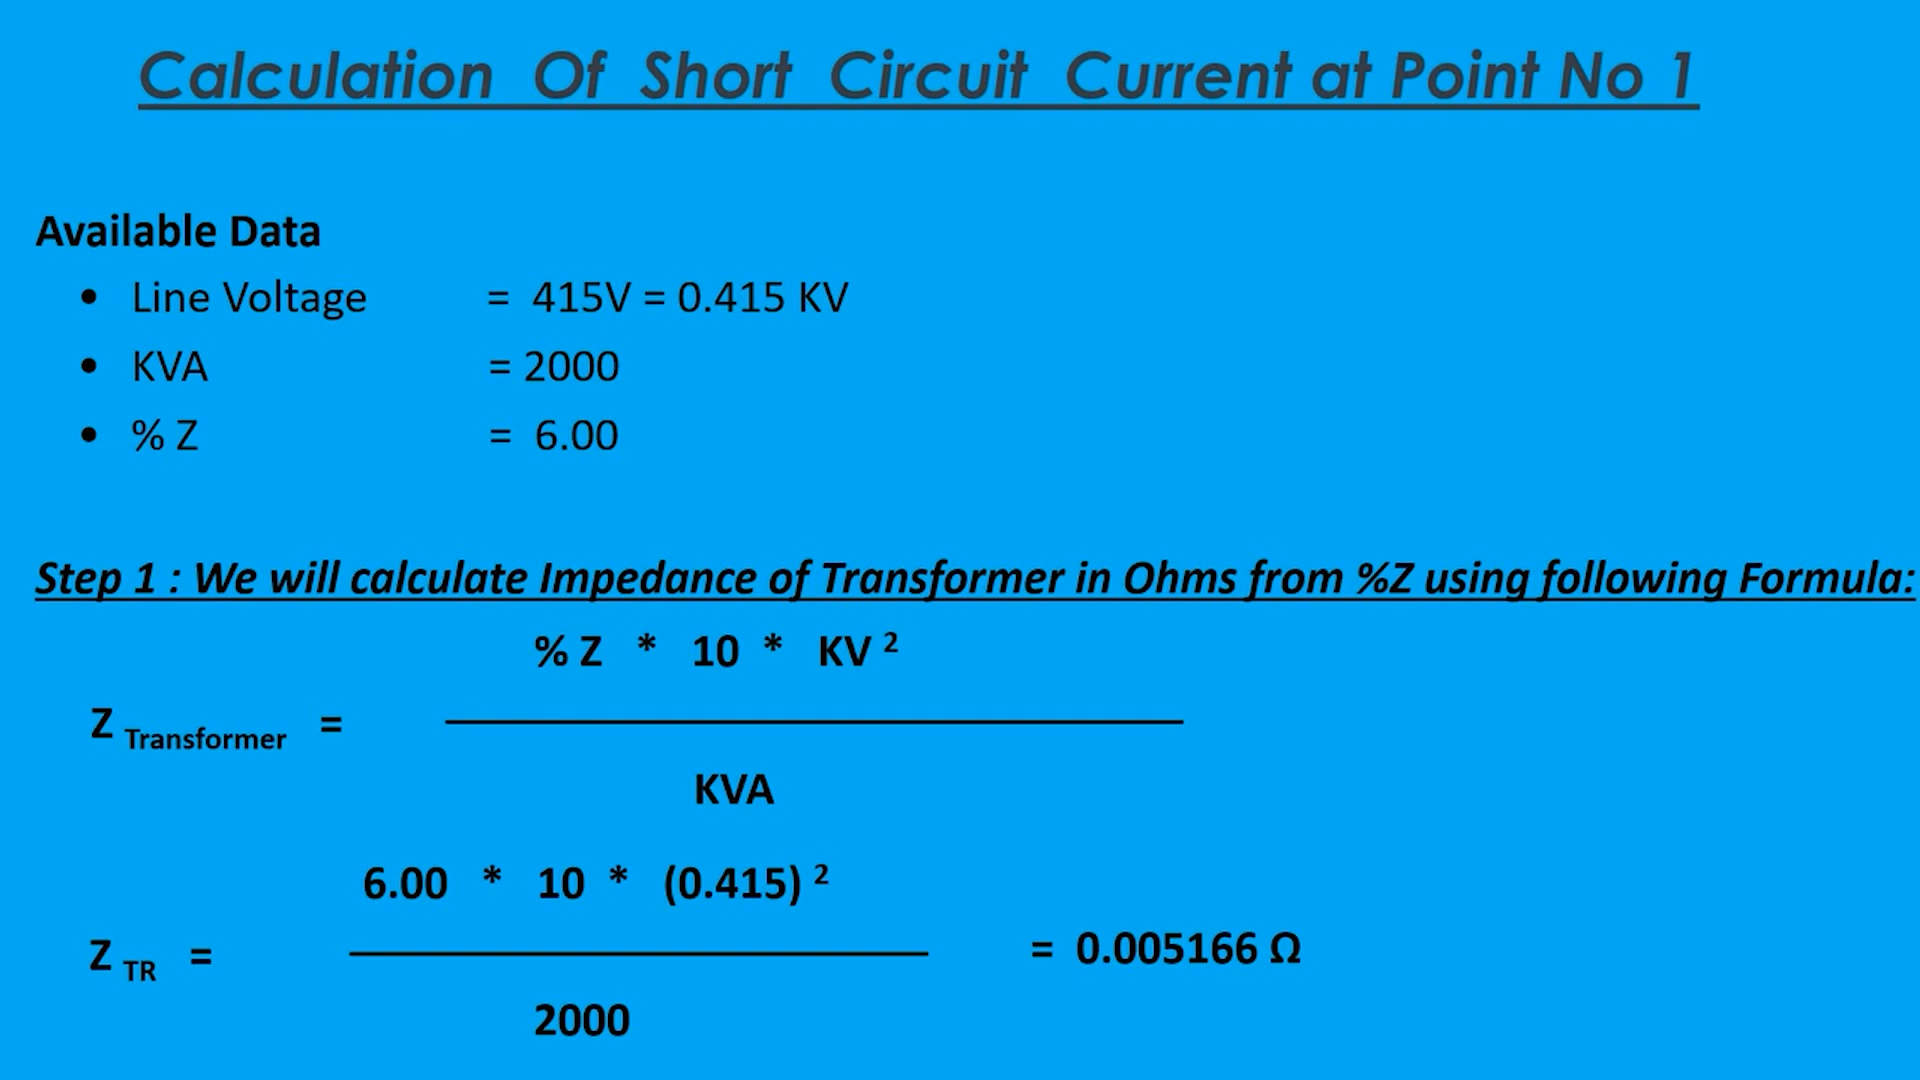 Calculation Of Short Circuit Current at Point No 1
Available Data
• Line Voltage = 415V = 0.415 KV
• KVA = 2000
• % Z = 6.00
Step 1 : We will calculate Impedance of Transformer in Ohms from %Z using following Formula:
% Z * 10 * KV ²
Z Transformer =
KVA
6.00 * 10 * (0.415) ²
Z TR = = 0.005166 Ω
2000